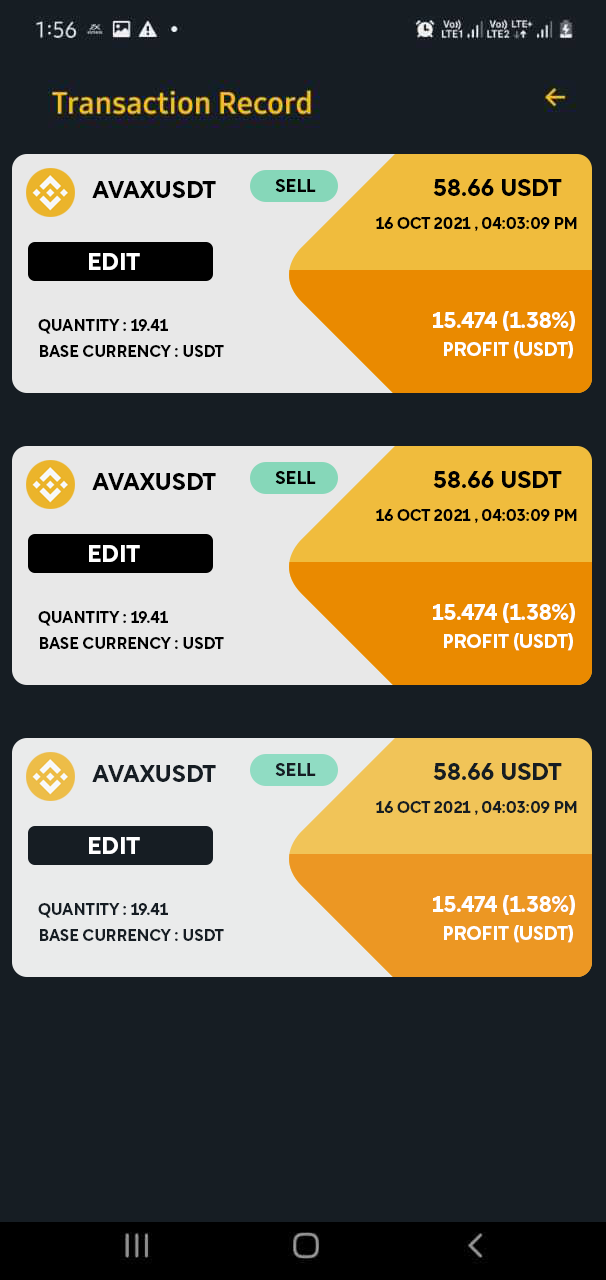 1:56
Vo)) LTE1 Vo)) LTE+ LTE2
Transaction Record
AVAXUSDT SELL 58.66 USDT
16 OCT 2021 , 04:03:09 PM
EDIT
QUANTITY : 19.41 15.474 (1.38%)
BASE CURRENCY : USDT PROFIT (USDT)
AVAXUSDT SELL 58.66 USDT
16 OCT 2021 , 04:03:09 PM
EDIT
QUANTITY : 19.41 15.474 (1.38%)
BASE CURRENCY : USDT PROFIT (USDT)
AVAXUSDT SELL 58.66 USDT
16 OCT 2021 , 04:03:09 PM
EDIT
QUANTITY : 19.41 15.474 (1.38%)
BASE CURRENCY : USDT PROFIT (USDT)